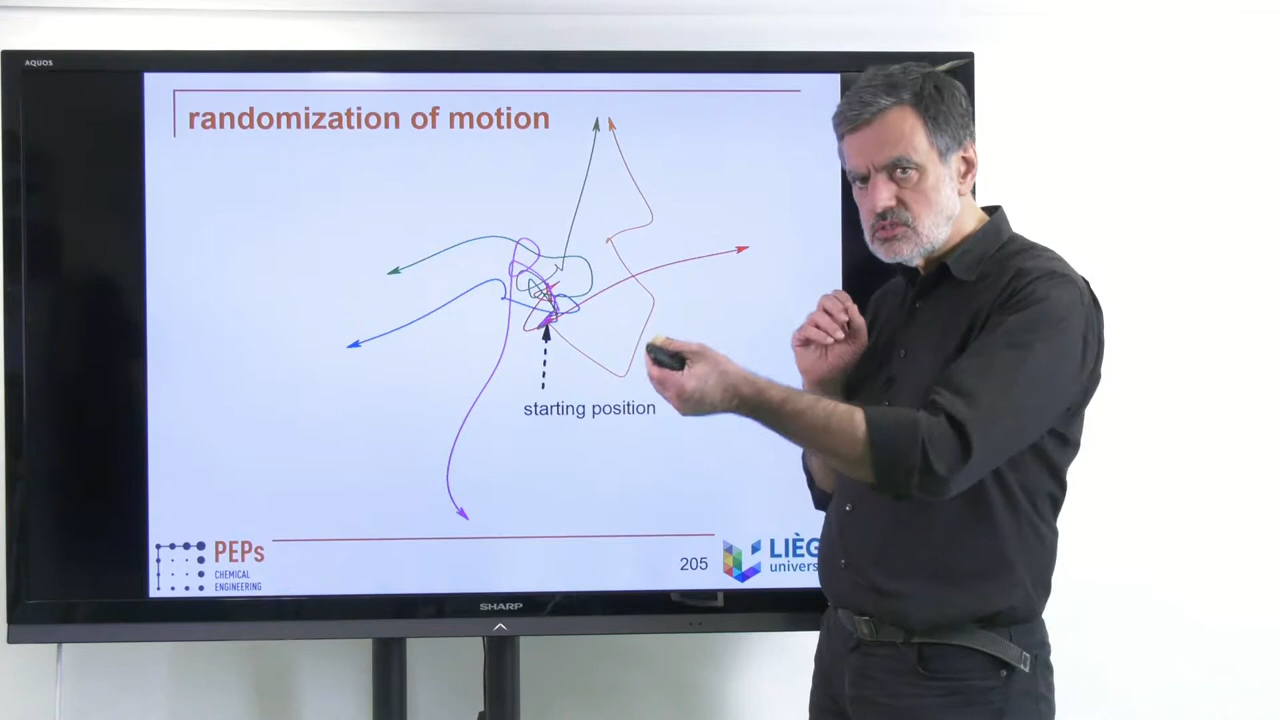 AQUOS
randomization of motion
starting position
PEPs
CHEMICAL
ENGINEERING
205
LIÈG
univers
SHARP